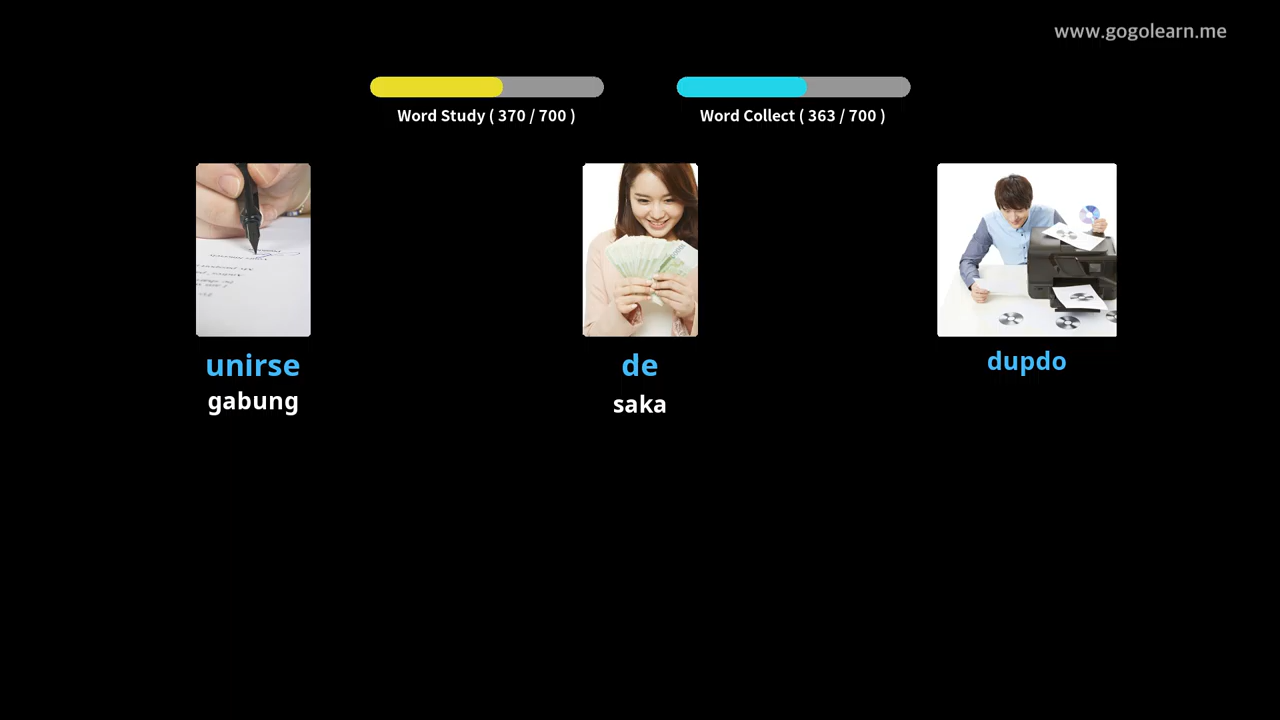 www.gogolearn.me
Word Study ( 370 / 700 )
Word Collect ( 363 / 700 )
unirse
gabung
de
saka
dupdo